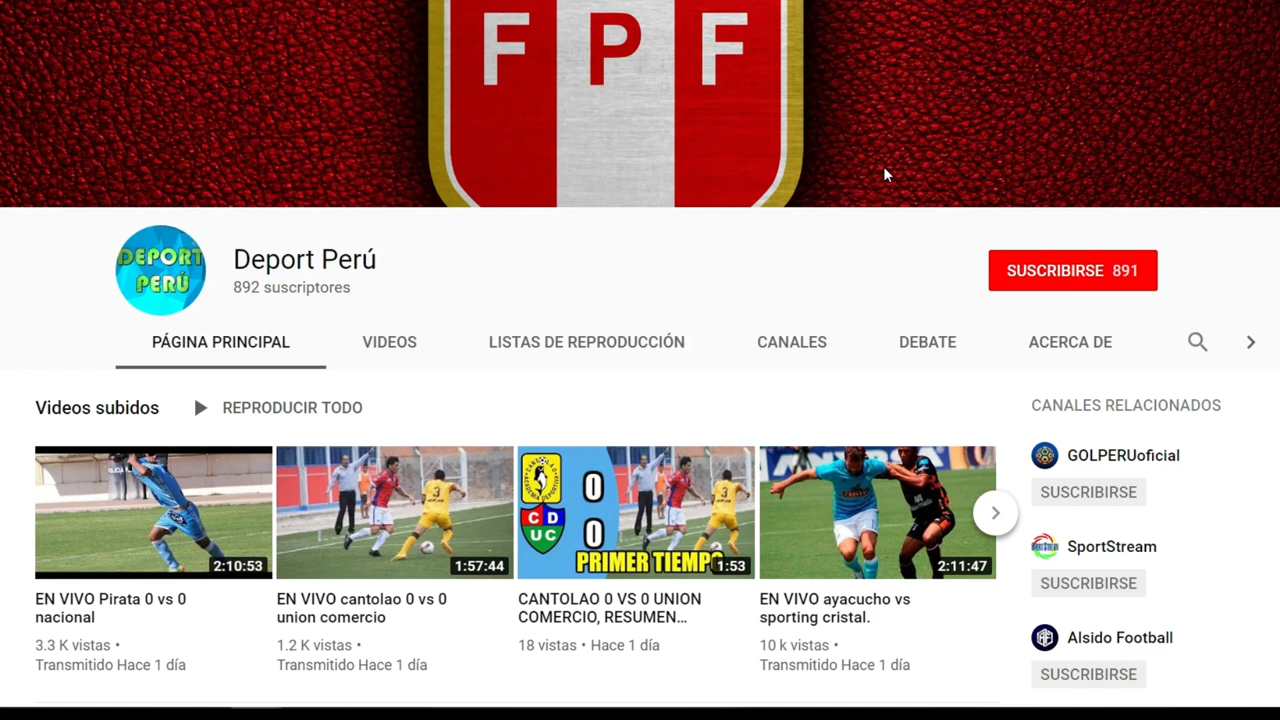 F P F
DEPORT
PERÚ
Deport Perú
892 suscriptores
SUSCRIBIRSE 891
PÁGINA PRINCIPAL
VIDEOS
LISTAS DE REPRODUCCIÓN
CANALES
DEBATE
ACERCA DE
Videos subidos
REPRODUCIR TODO
2:10:53
EN VIVO Pirata 0 vs 0
nacional
3.3 K vistas •
Transmitido Hace 1 día
3
1:57:44
EN VIVO cantolao 0 vs 0
union comercio
1.2 K vistas •
Transmitido Hace 1 día
0
0
C D
U C
3
PRIMER TIEMPO
1:53
CANTOLAO 0 VS 0 UNION
COMERCIO, RESUMEN...
18 vistas • Hace 1 día
2:11:47
EN VIVO ayacucho vs
sporting cristal.
10 k vistas •
Transmitido Hace 1 día
CANALES RELACIONADOS
GOLPERUoficial
SUSCRIBIRSE
SportStream
SUSCRIBIRSE
Alsido Football
SUSCRIBIRSE